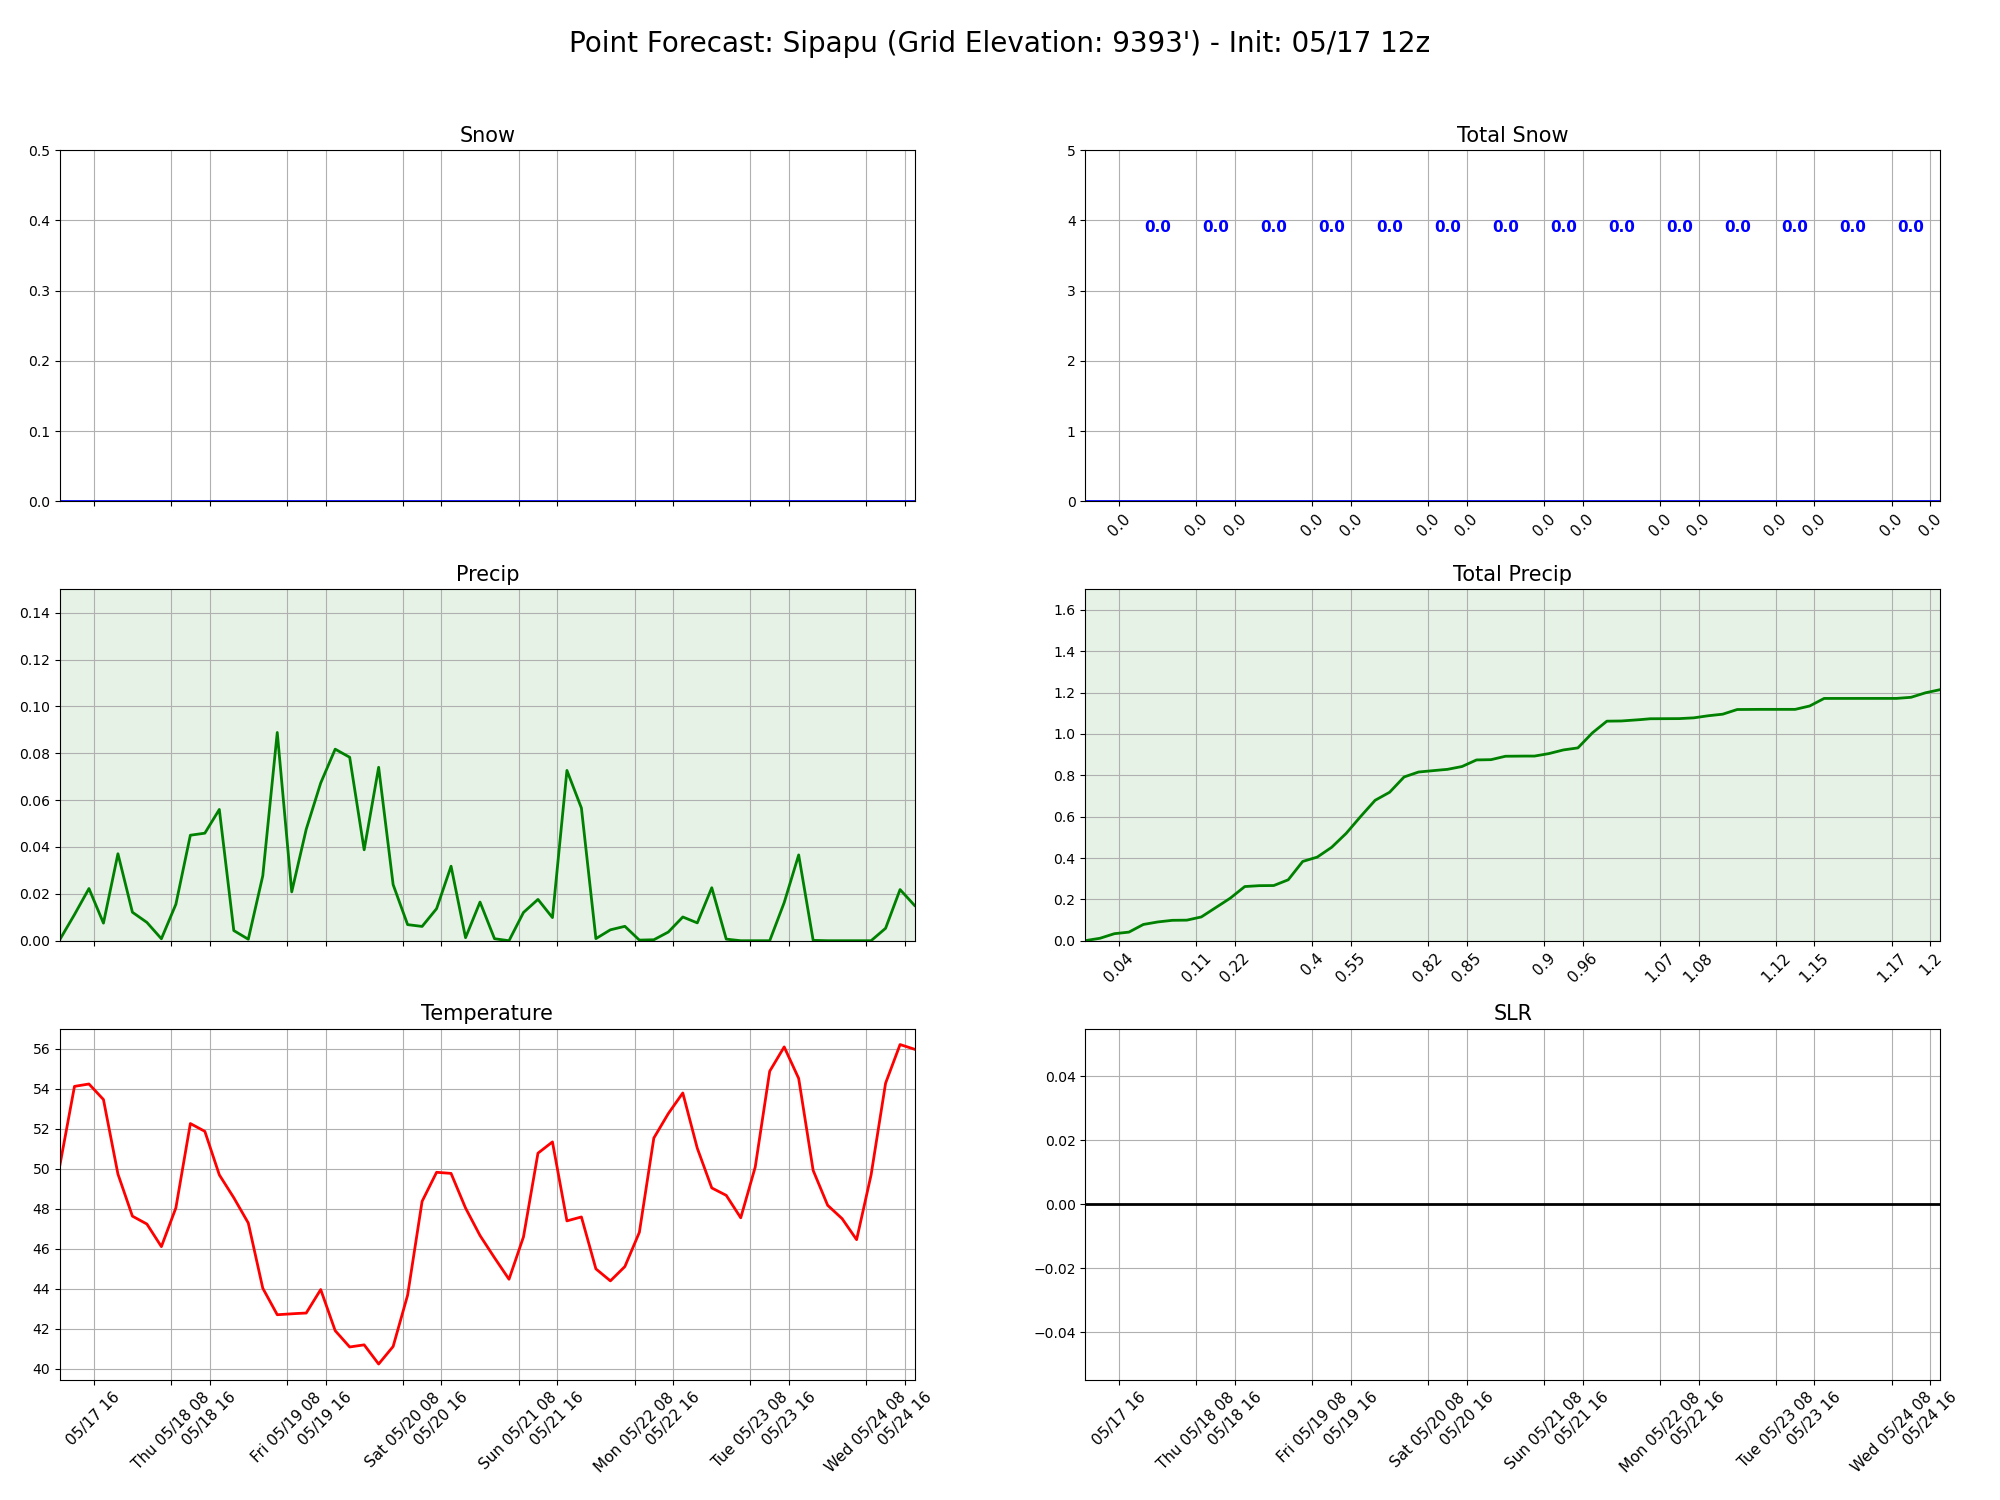 Point Forecast: Sipapu (Grid Elevation: 9393') - Init: 05/17 12z
Snow
0.5
0.4
0.3
0.2
0.1
0.0
Total Snow
5
4
3
2
1
0
0.0 0.0 0.0 0.0 0.0 0.0 0.0 0.0 0.0 0.0 0.0 0.0 0.0 0.0
0.0 0.0 0.0 0.0 0.0 0.0 0.0 0.0 0.0 0.0 0.0 0.0 0.0 0.0 0.0
Precip
0.14
0.12
0.10
0.08
0.06
0.04
0.02
0.00
Total Precip
1.6
1.4
1.2
1.0
0.8
0.6
0.4
0.2
0.0
0.04 0.11 0.22 0.4 0.55 0.82 0.85 0.9 0.96 1.07 1.08 1.12 1.15 1.17 1.2
Temperature
56
54
52
50
48
46
44
42
40
05/17 16
Thu 05/18 08
05/18 16
Fri 05/19 08
05/19 16
Sat 05/20 08
05/20 16
Sun 05/21 08
05/21 16
Mon 05/22 08
05/22 16
Tue 05/23 08
05/23 16
Wed 05/24 08
05/24 16
SLR
0.04
0.02
0.00
−0.02
−0.04
05/17 16
Thu 05/18 08
05/18 16
Fri 05/19 08
05/19 16
Sat 05/20 08
05/20 16
Sun 05/21 08
05/21 16
Mon 05/22 08
05/22 16
Tue 05/23 08
05/23 16
Wed 05/24 08
05/24 16